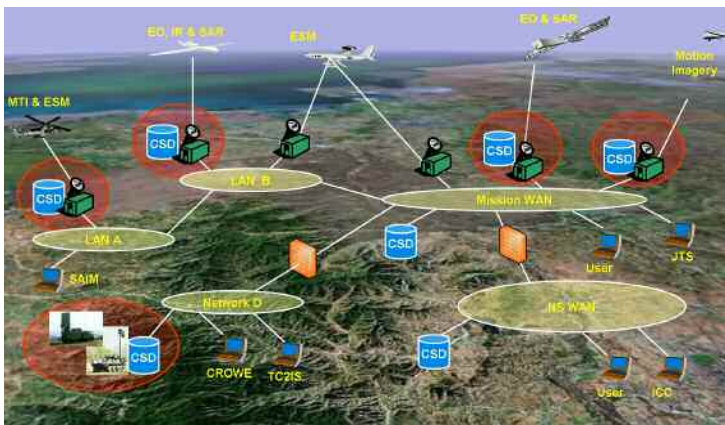 EO, IR & SAR
ESM
EO & SAR
Motion
Imagery
MTI & ESM
CSD
CSD
CSD
CSD
LAN B
Mission WAN
LAN A
CSD
SAIM
User
JTS
Network D
NS WAN
CSD
CSD
CROWE
TC2IS
User
ICC